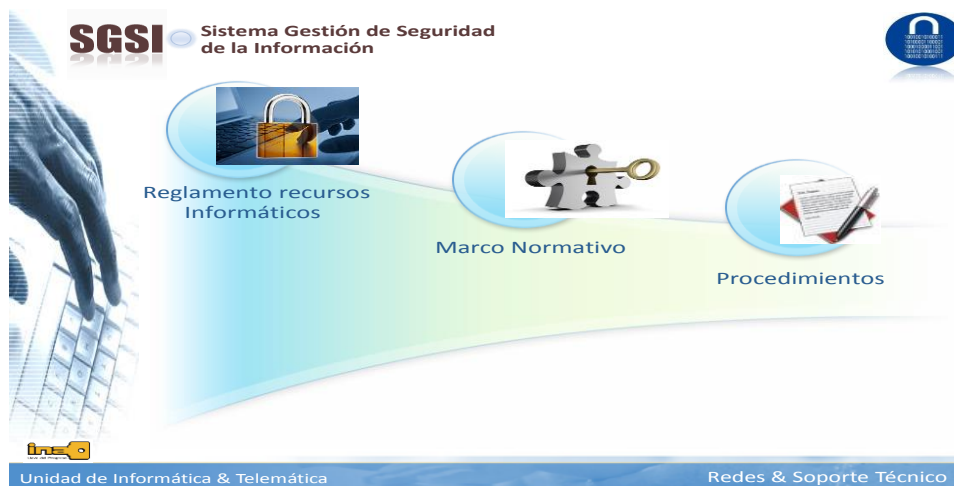 SGSI
Sistema Gestión de Seguridad
de la Información
Reglamento recursos
Informáticos
Marco Normativo
Procedimientos
ina
Unidad de Informática & Telemática
Redes & Soporte Técnico